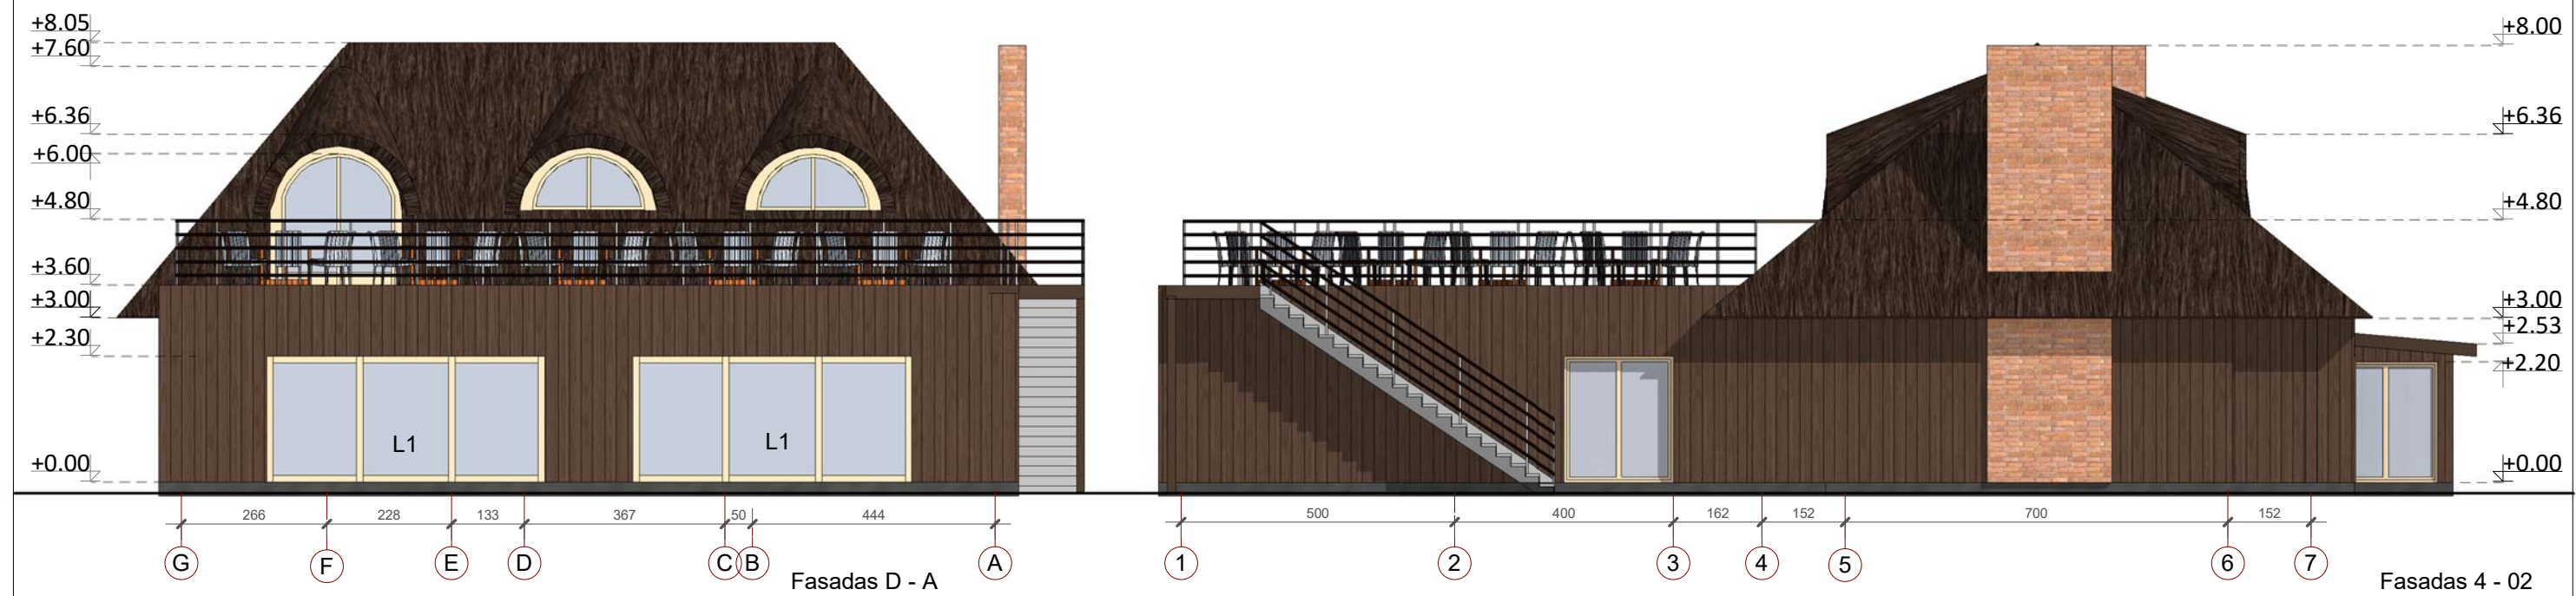 +8.05
+7.60
+6.36
+6.00
+4.80
+3.60
+3.00
+2.30
+0.00
L1 L1
266 228 133 367 50 444
G F E D C B A
Fasadas D - A
+8.00
+6.36
+4.80
+3.00
+2.53
+2.20
+0.00
500 400 162 152 700 152
1 2 3 4 5 6 7
Fasadas 4 - 02